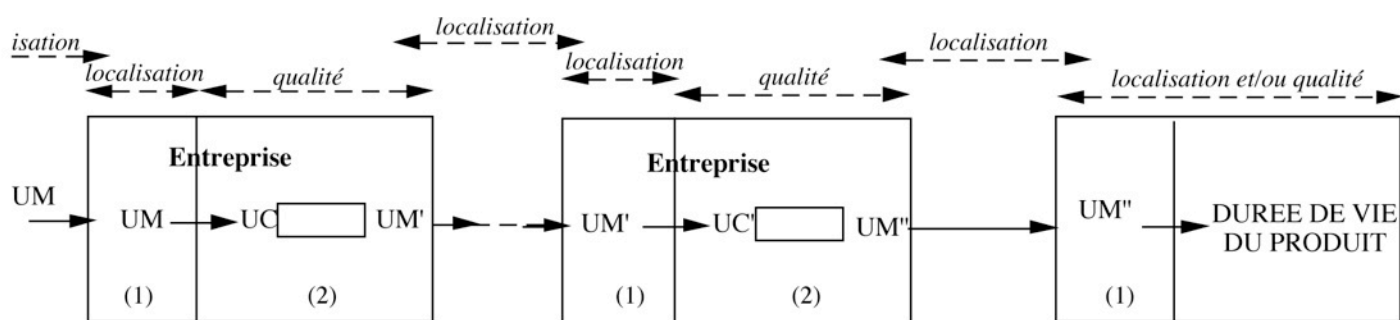 localisation
localisation
isation
localisation
qualité
localisation
qualité
localisation et/ou qualité
Entreprise
Entreprise
UM
UM
UC
UM'
UM'
UC'
UM"
UM"
DUREE DE VIE
DU PRODUIT
(1)
(2)
(1)
(2)
(1)